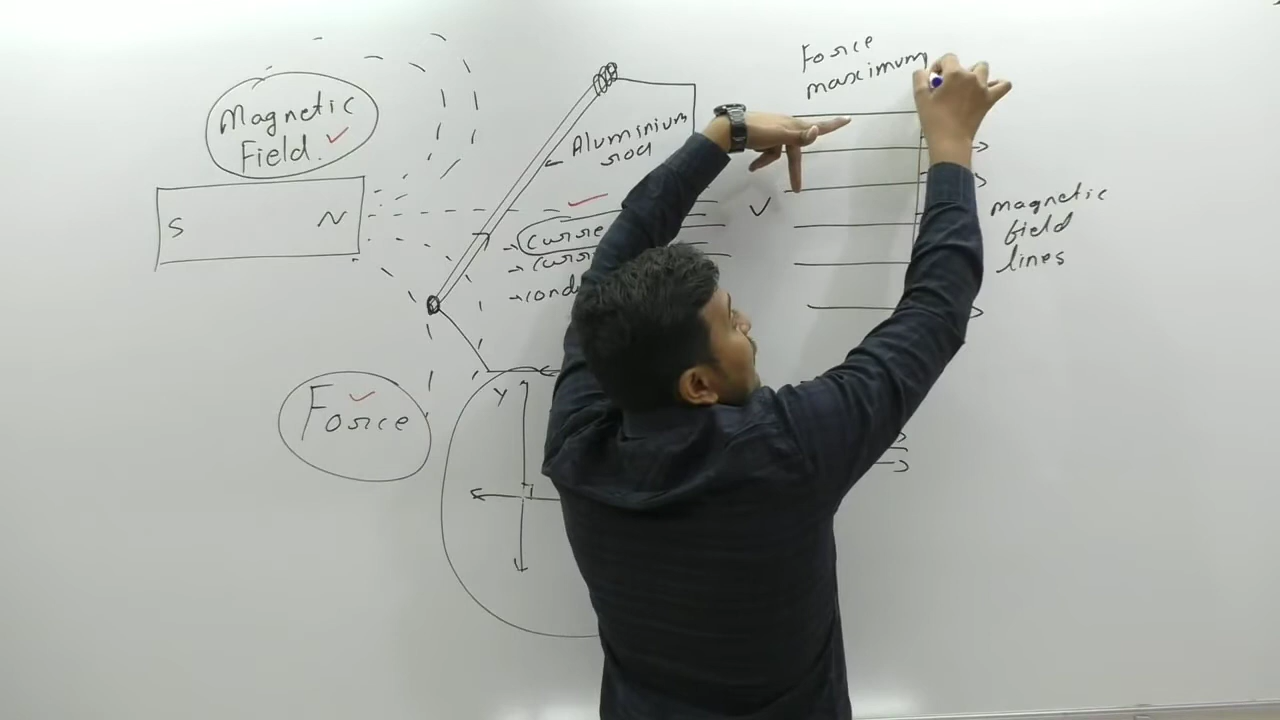 Force
maximum
Magnetic
Field.
Aluminium
rod
S N
magnetic
field
lines
Force
Y